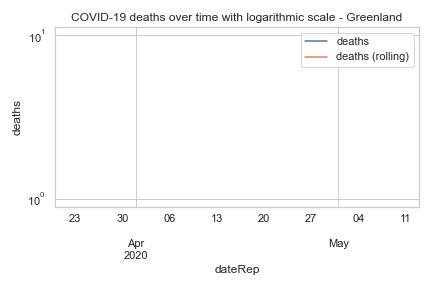 COVID-19 deaths over time with logarithmic scale - Greenland
deaths
deaths (rolling)
10¹
10⁰
deaths
23 30 06 13 20 27 04 11
Apr May
2020
dateRep